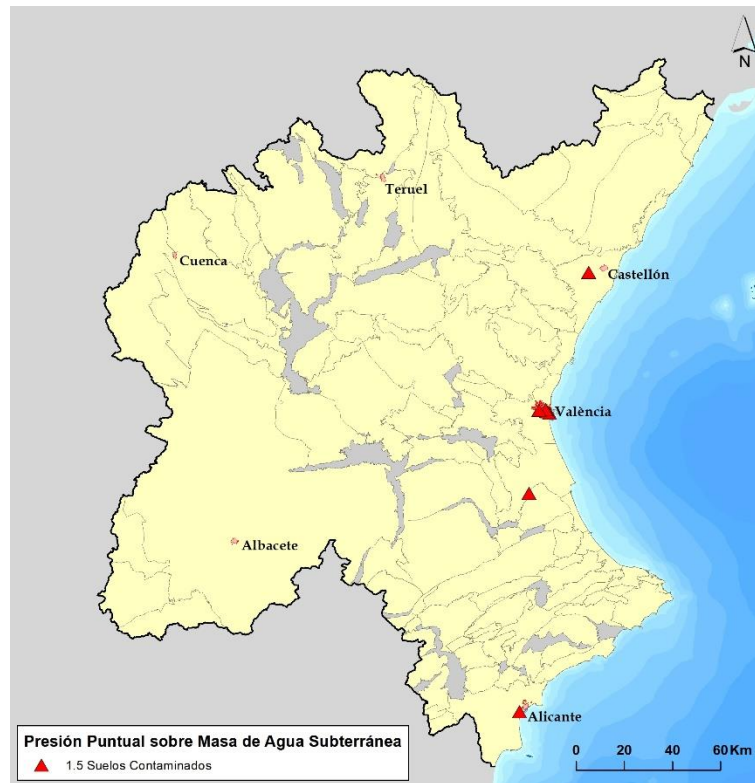 N
Teruel
Cuenca
Castellón
València
Albacete
Alicante
Presión Puntual sobre Masa de Agua Subterránea
1.5 Suelos Contaminados
0 20 40 60 Km